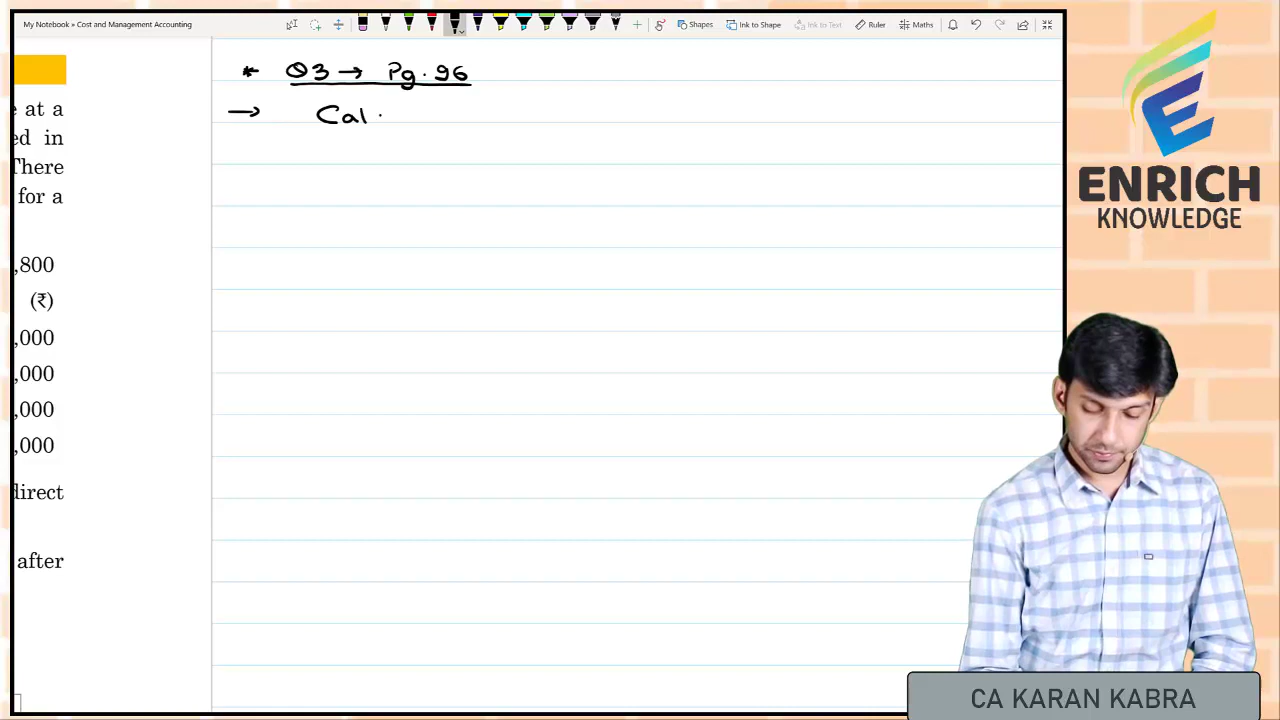 My Notebook » Cost and Management Accounting
Shapes
Ink to Shape
Ink to Text
Ruler
Maths
* Q3 → Pg. 96
→ Cal.
e at a
ed in
There
for a
,800
(₹)
,000
,000
,000
,000
direct
after
ENRICH
KNOWLEDGE
CA KARAN KABRA